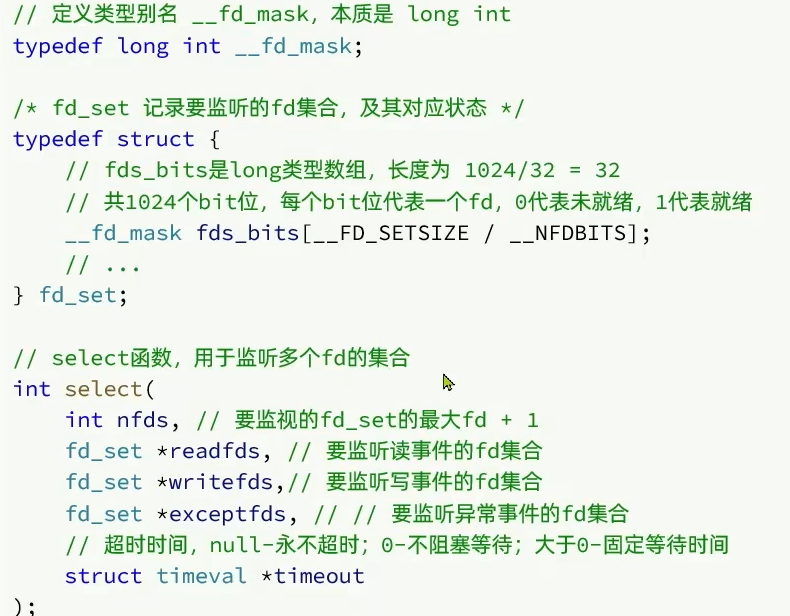 // 定义类型别名 __fd_mask，本质是 long int
typedef long int __fd_mask;
/* fd_set 记录要监听的fd集合，及其对应状态 */
typedef struct {
// fds_bits是long类型数组，长度为 1024/32 = 32
// 共1024个bit位，每个bit位代表一个fd，0代表未就绪，1代表就绪
__fd_mask fds_bits[__FD_SETSIZE / __NFDBITS];
// ...
} fd_set;
// select函数，用于监听多个fd的集合
int select(
int nfds, // 要监视的fd_set的最大fd + 1
fd_set *readfds, // 要监听读事件的fd集合
fd_set *writefds,// 要监听写事件的fd集合
fd_set *exceptfds, // // 要监听异常事件的fd集合
// 超时时间，null-永不超时；0-不阻塞等待；大于0-固定等待时间
struct timeval *timeout
);